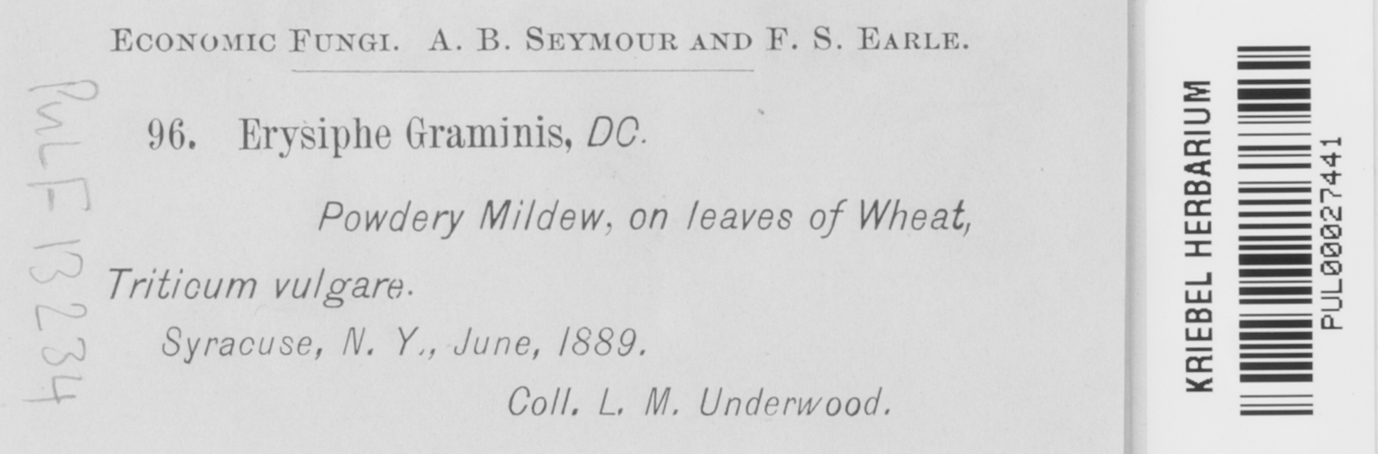 ECONOMIC FUNGI. A. B. SEYMOUR AND F. S. EARLE.
96. Erysiphe Graminis, DC.
Powdery Mildew, on leaves of Wheat,
Triticum vulgare.
Syracuse, N. Y., June, 1889.
Coll. L. M. Underwood.
PUL F 13234
KRIEBEL HERBARIUM
PUL00027441